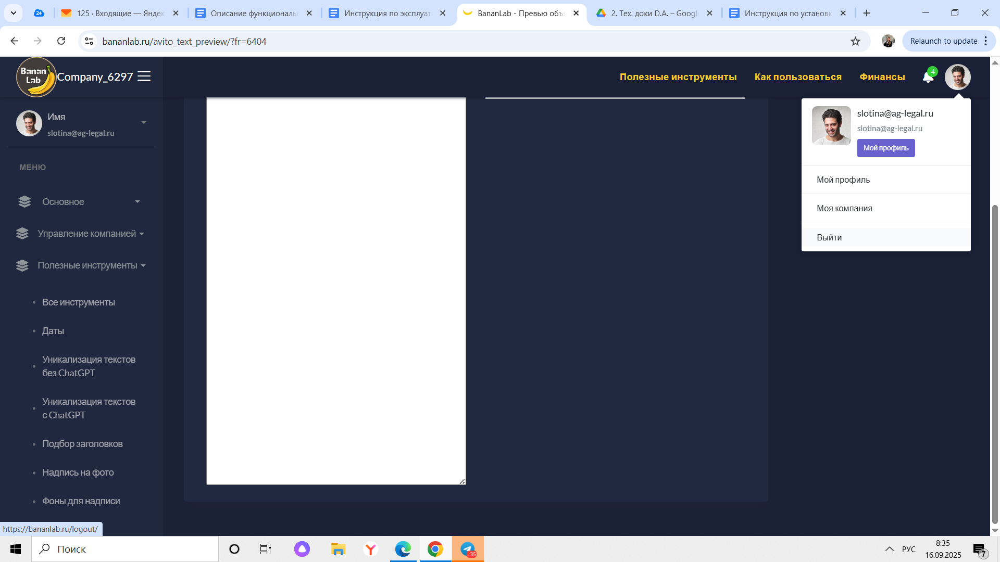 125 · Входящие — Яндек
Описание функциональ
Инструкция по эксплуат
BananLab - Превью объя
2. Тех. доки D.A. – Googl
Инструкция по установк
bananlab.ru/avito_text_preview/?fr=6404
Relaunch to update
Banan Lab
Company_6297
Полезные инструменты
Как пользоваться
Финансы
4
Имя
slotina@ag-legal.ru
slotina@ag-legal.ru
slotina@ag-legal.ru
Мой профиль
Мой профиль
Моя компания
Выйти
МЕНЮ
Основное
Управление компанией
Полезные инструменты
Все инструменты
Даты
Уникализация текстов
без ChatGPT
Уникализация текстов
с ChatGPT
Подбор заголовков
Надпись на фото
Фоны для надписи
https://bananlab.ru/logout/
Поиск
..35
РУС
8:35
16.09.2025
7